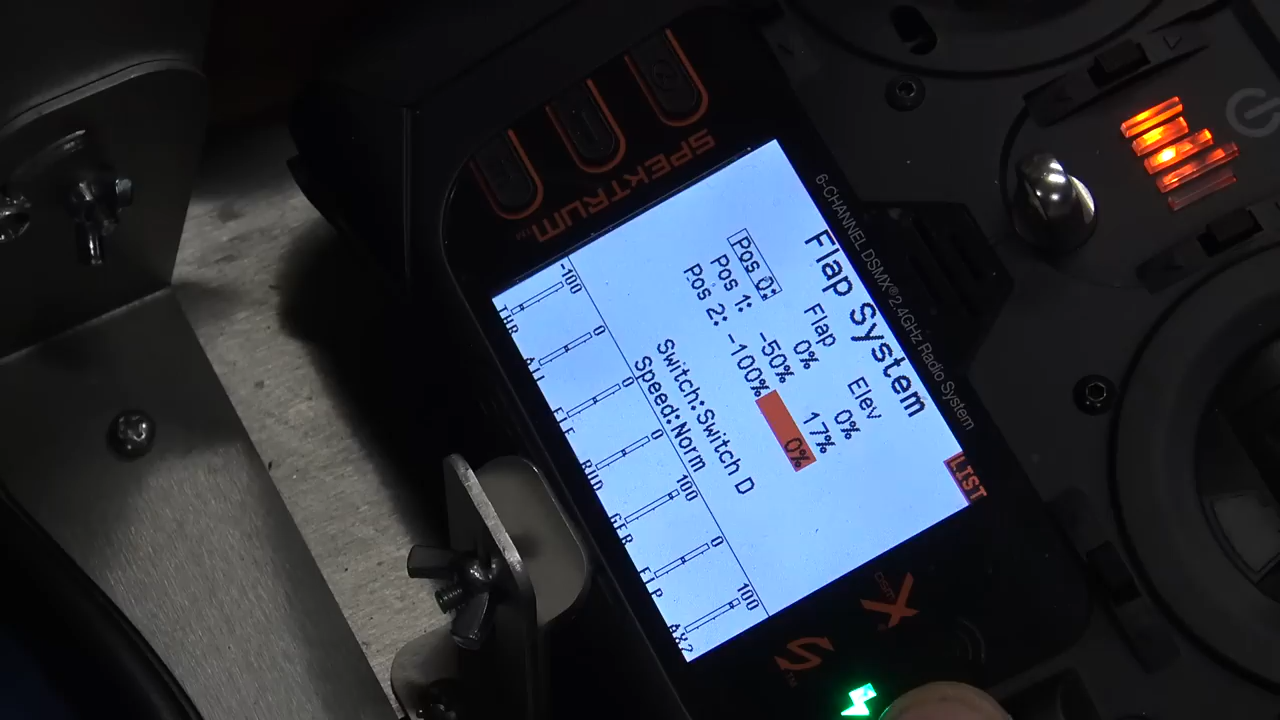 SPEKTRUM™
6-CHANNEL DSMX® 2.4GHz Radio System
Flap System
LIST
Flap Elev
Pos 0: 0% 0%
Pos 1: -50% 17%
Pos 2: -100% 0%
Switch: Switch D
Speed: Norm
-100 0 0 0 100 0 100
THR AIL ELE RUD GER FLP AX2
DSM X